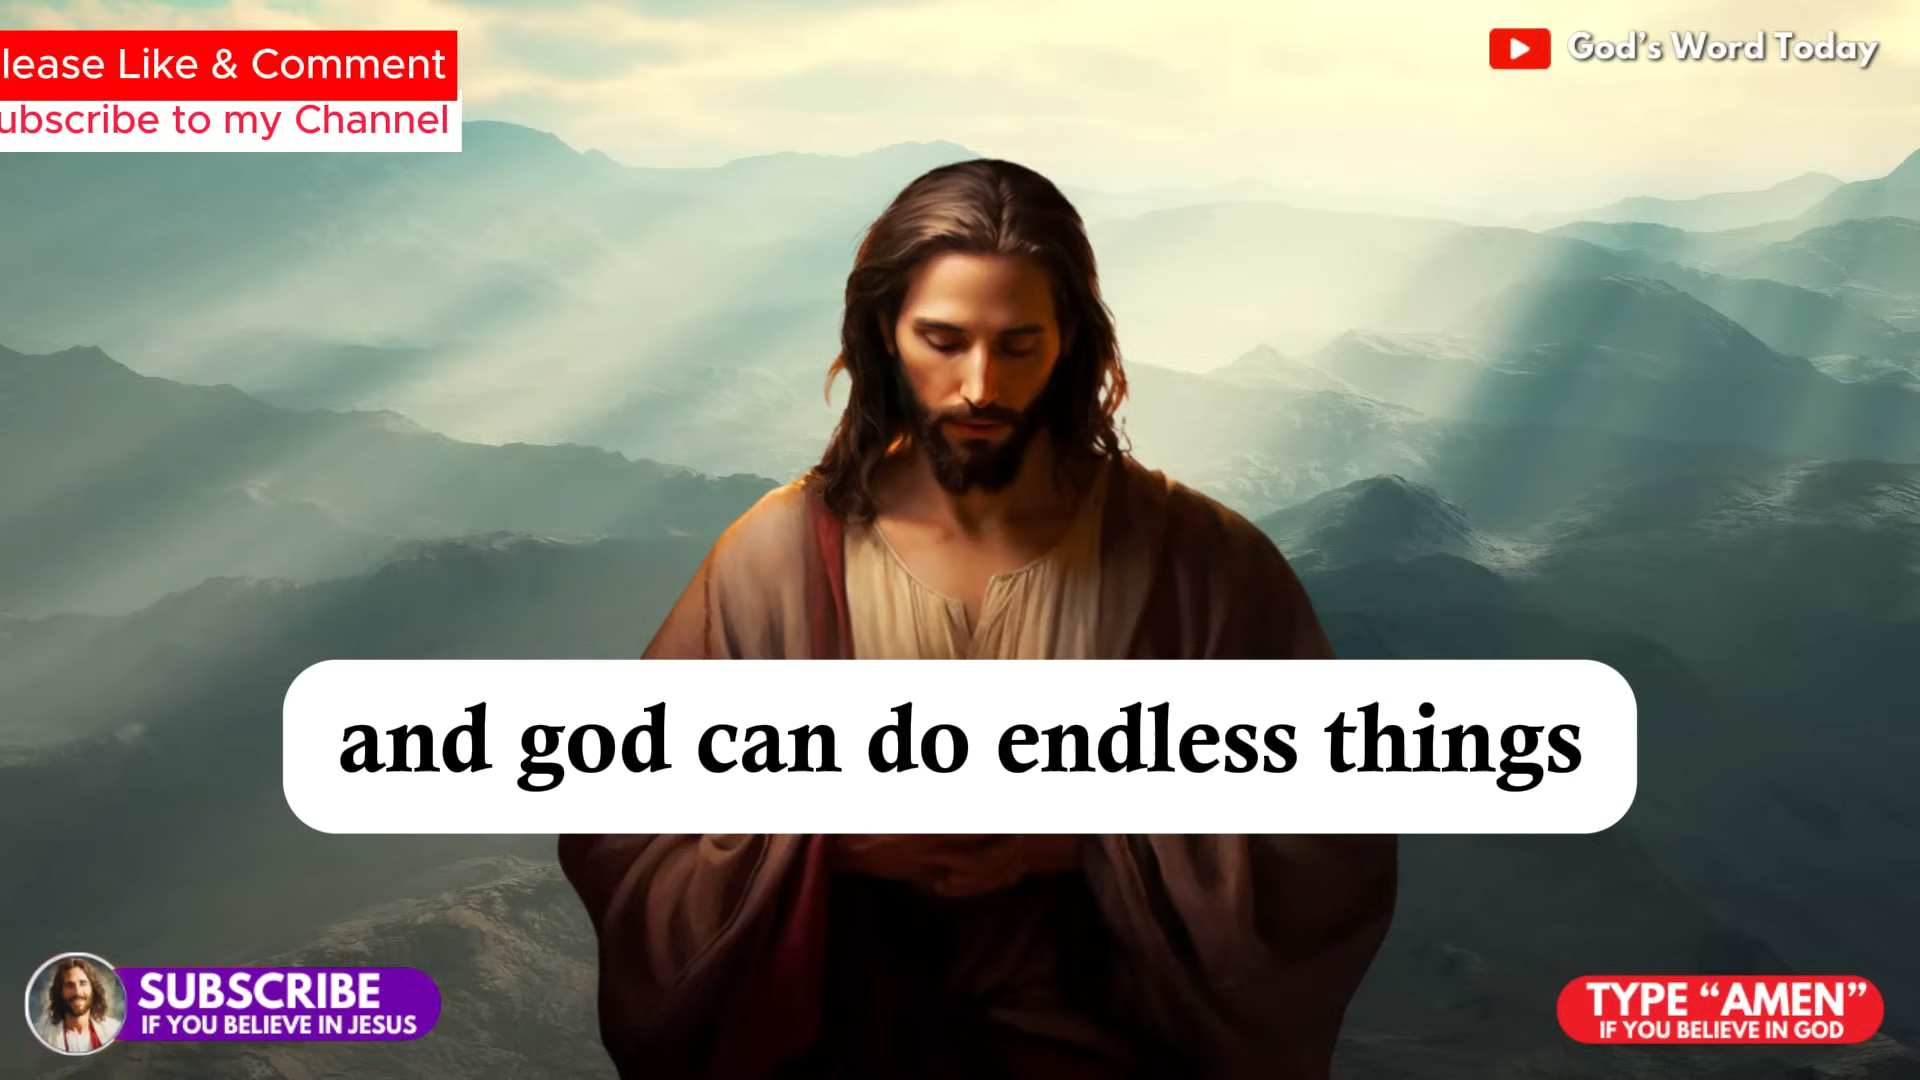 lease Like & Comment
ubscribe to my Channel
God's Word Today
and god can do endless things
SUBSCRIBE
IF YOU BELIEVE IN JESUS
TYPE “AMEN”
IF YOU BELIEVE IN GOD